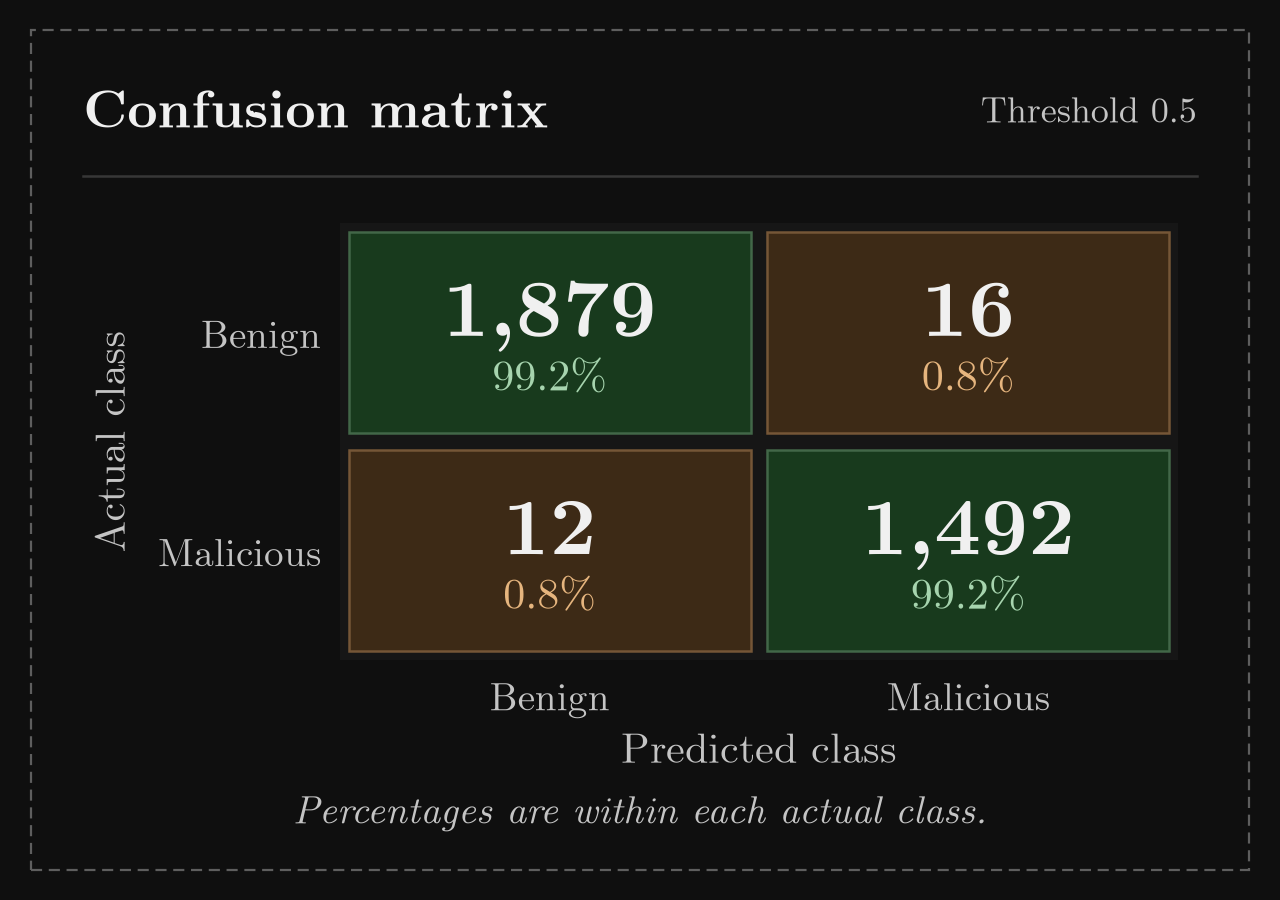 Confusion matrix
Threshold 0.5
Actual class
Benign
1,879
99.2%
16
0.8%
Malicious
12
0.8%
1,492
99.2%
Benign
Malicious
Predicted class
Percentages are within each actual class.